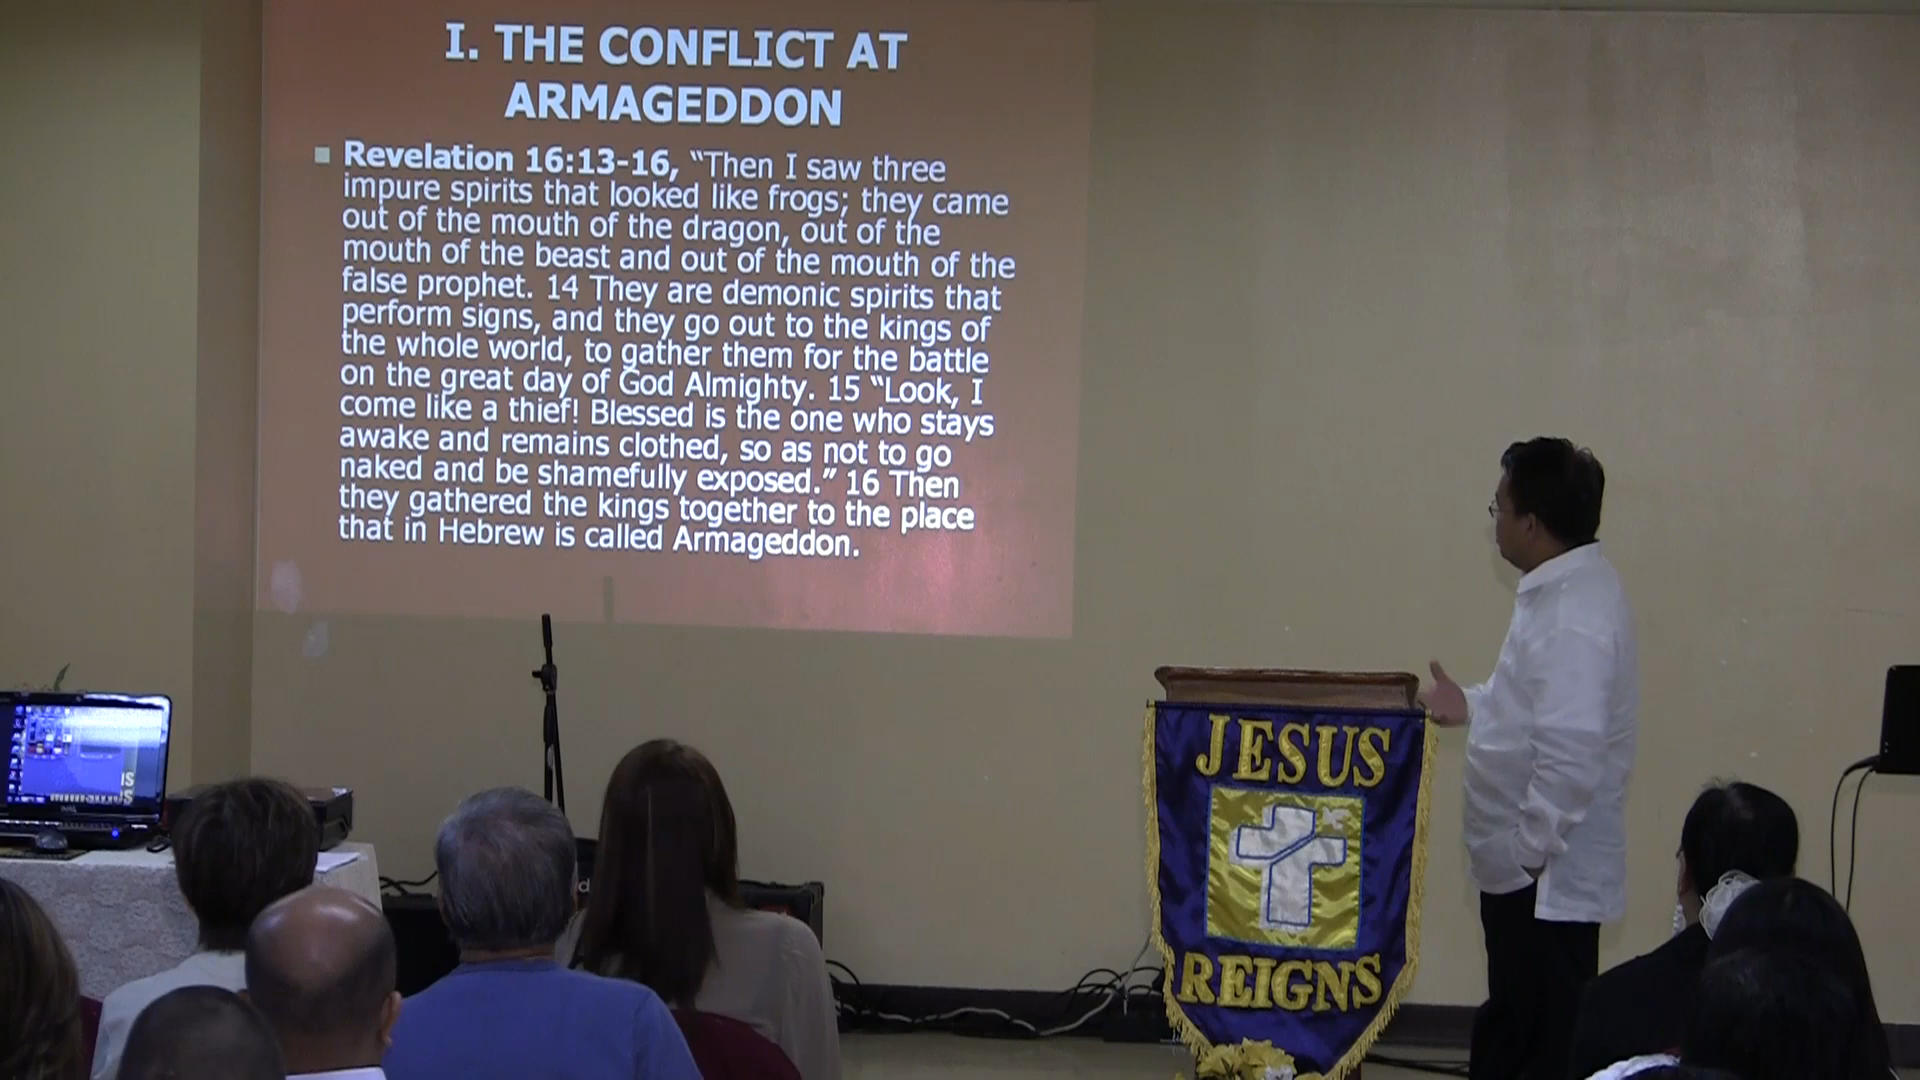 I. THE CONFLICT AT
ARMAGEDDON
Revelation 16:13-16, “Then I saw three
impure spirits that looked like frogs; they came
out of the mouth of the dragon, out of the
mouth of the beast and out of the mouth of the
false prophet. 14 They are demonic spirits that
perform signs, and they go out to the kings of
the whole world, to gather them for the battle
on the great day of God Almighty. 15 “Look, I
come like a thief! Blessed is the one who stays
awake and remains clothed, so as not to go
naked and be shamefully exposed.” 16 Then
they gathered the kings together to the place
that in Hebrew is called Armageddon.
JESUS
REIGNS